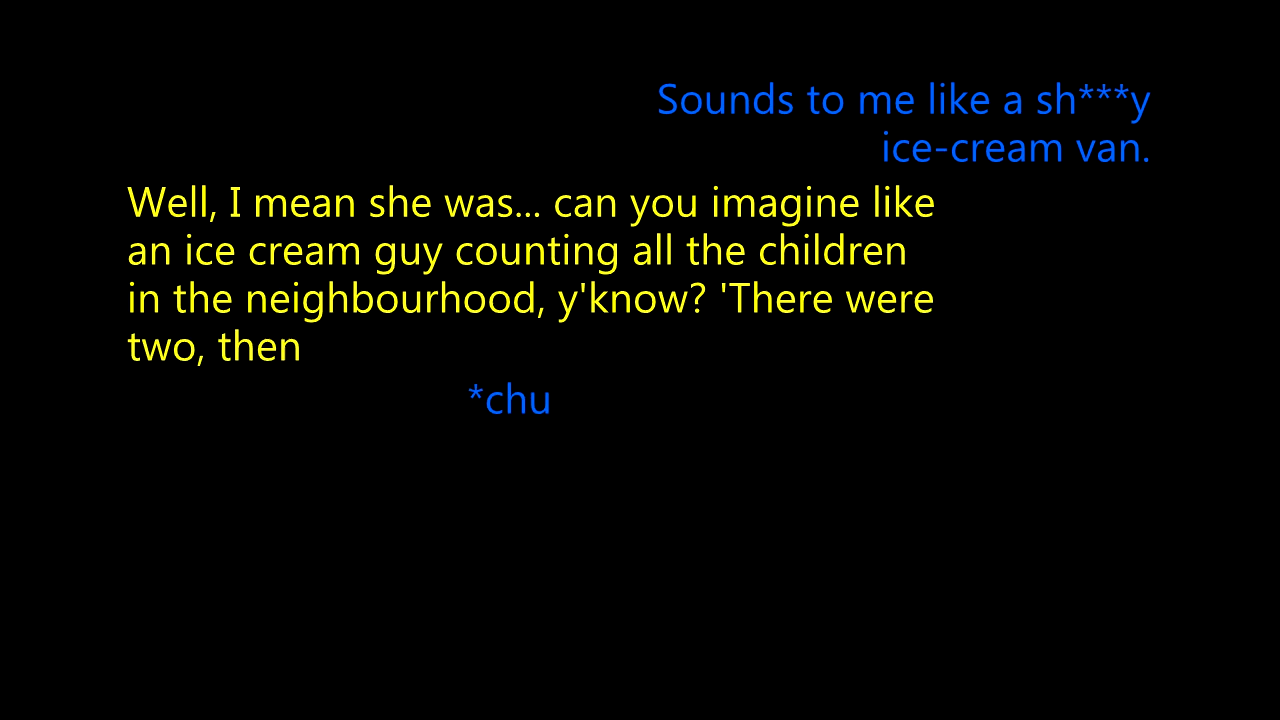 Sounds to me like a sh***y
ice-cream van.
Well, I mean she was... can you imagine like
an ice cream guy counting all the children
in the neighbourhood, y'know? 'There were
two, then
*chu